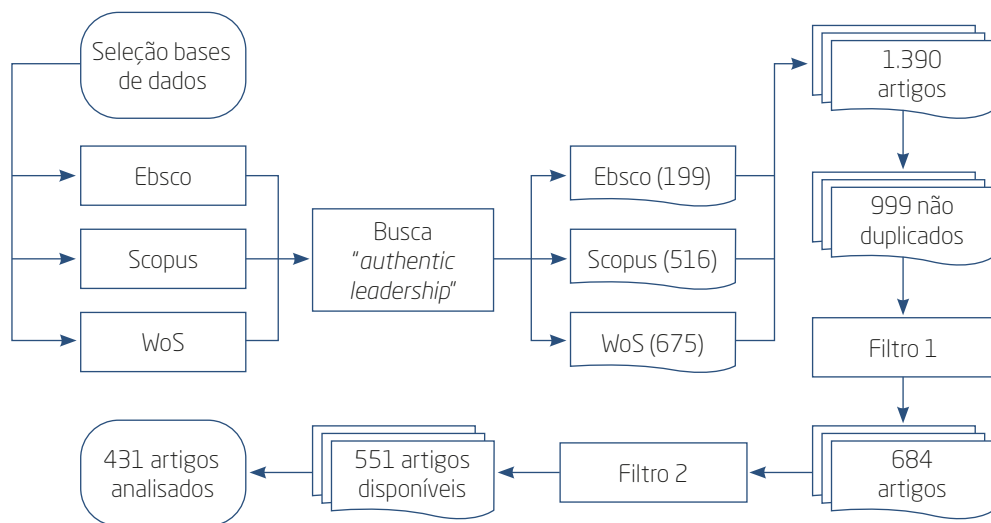 Seleção bases
de dados
Ebsco
Scopus
WoS
Busca
"authentic
leadership"
Ebsco (199)
Scopus (516)
WoS (675)
1.390
artigos
999 não
duplicados
Filtro 1
684
artigos
Filtro 2
551 artigos
disponíveis
431 artigos
analisados